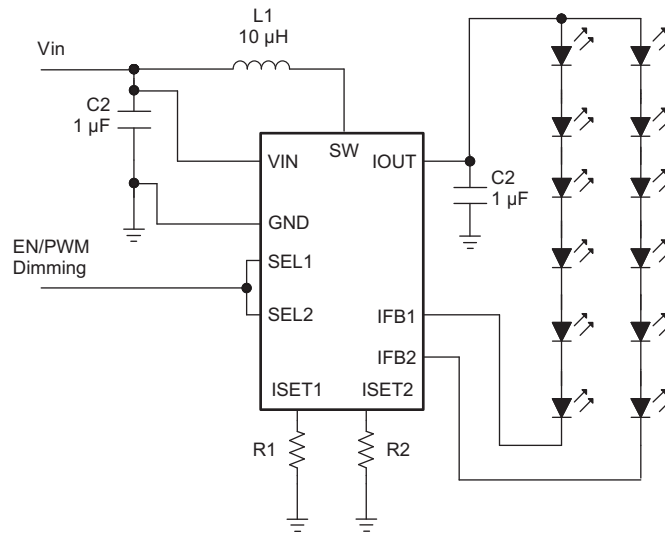 L1
10 µH
Vin
C2
1 µF
SW
VIN
IOUT
C2
1 µF
GND
EN/PWM
Dimming
SEL1
SEL2
IFB1
IFB2
ISET1
ISET2
R1
R2